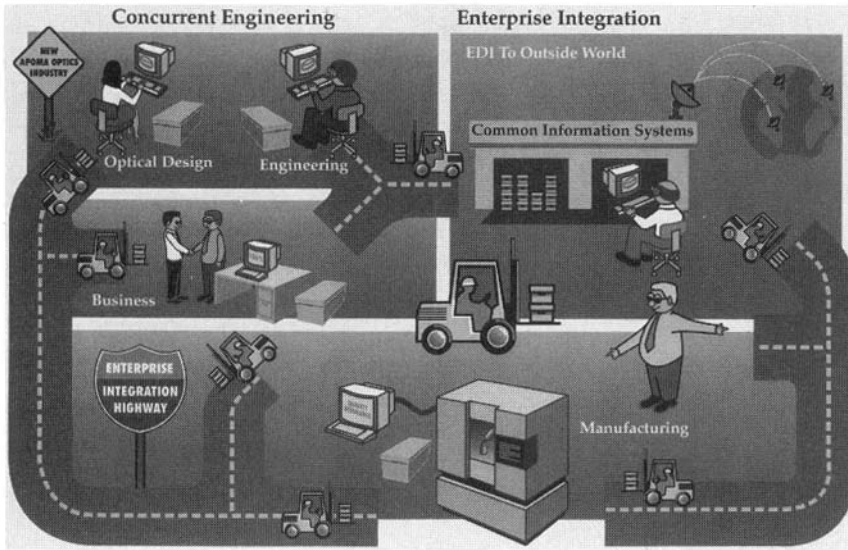 Concurrent Engineering
Enterprise Integration
NEW
APOMA OPTICS
INDUSTRY
EDI To Outside World
Common Information Systems
Optical Design
Engineering
Business
ENTERPRISE
INTEGRATION
HIGHWAY
QUALITY
Manufacturing